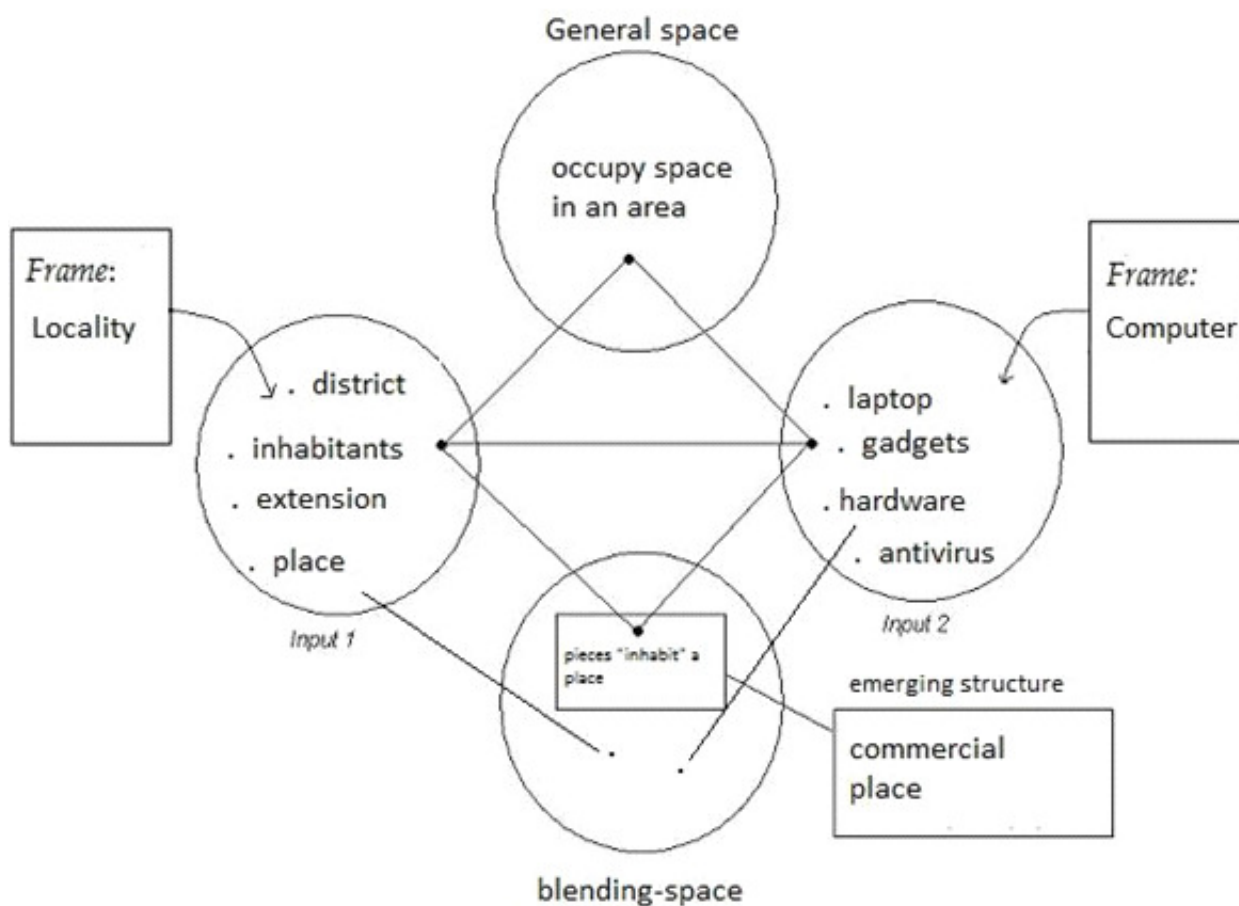 General space
occupy space
in an area
Frame:
Locality
Frame:
Computer
. district
. inhabitants
. extension
. place
Input 1
. laptop
. gadgets
. hardware
. antivirus
Input 2
pieces "inhabit" a
place
emerging structure
commercial
place
blending-space